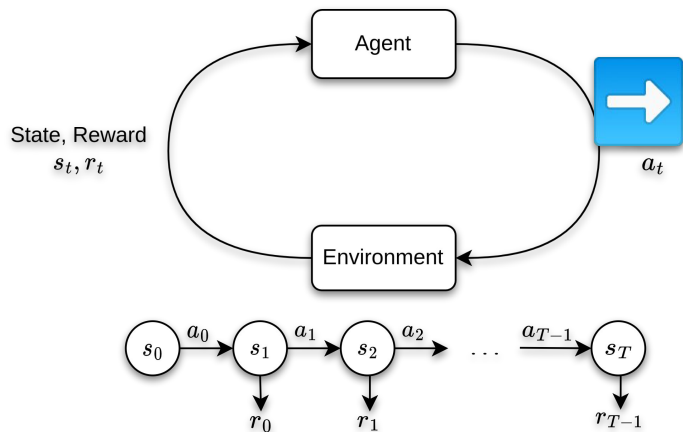 Agent
State, Reward
s_t, r_t
a_t
Environment
a_0 a_1 a_2 a_{T-1}
s_0 s_1 s_2 ... s_T
r_0 r_1 r_{T-1}